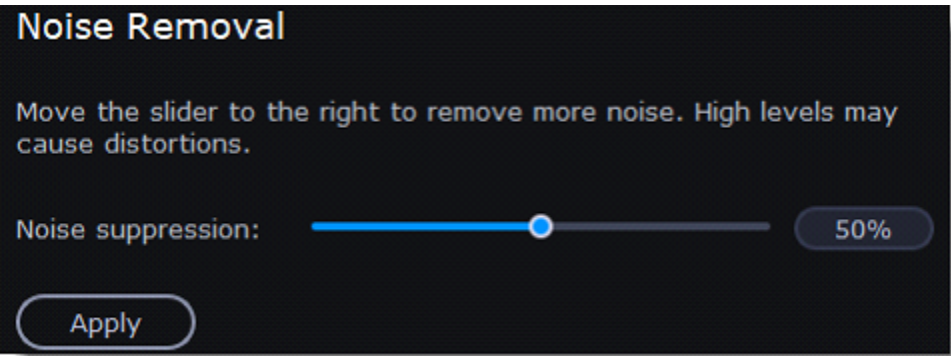 Noise Removal
Move the slider to the right to remove more noise. High levels may
cause distortions.
Noise suppression: 50%
Apply